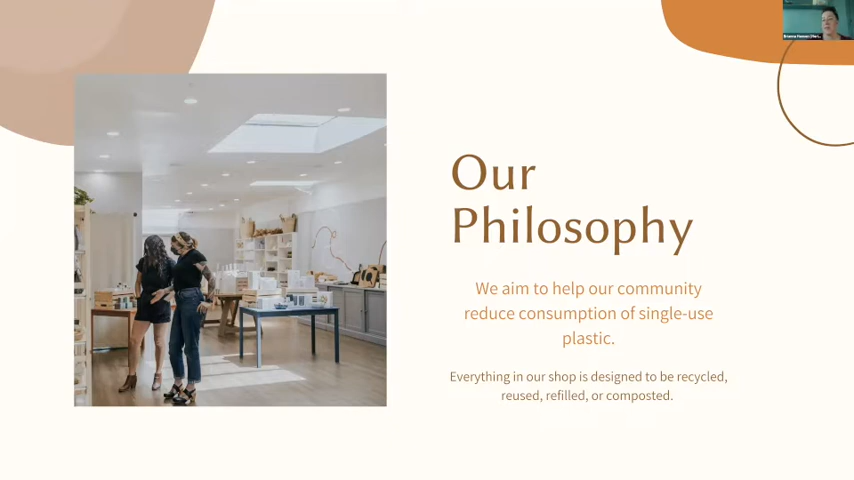 Our
Philosophy
We aim to help our community
reduce consumption of single-use
plastic.
Everything in our shop is designed to be recycled,
reused, refilled, or composted.